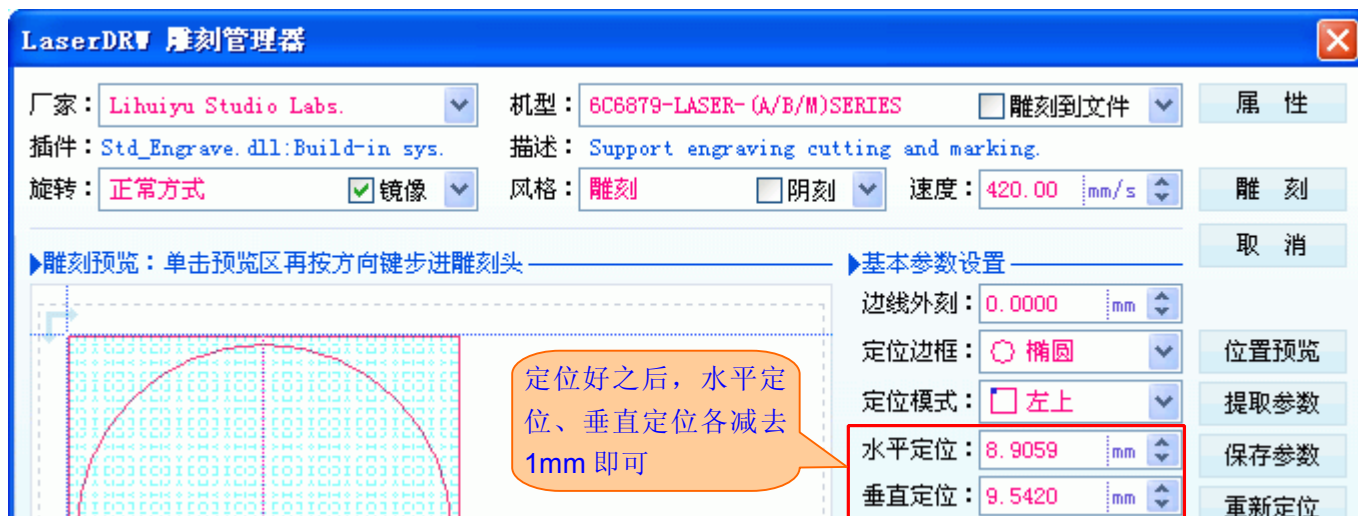 LaserDRW 雕刻管理器
厂家：Lihuiyu Studio Labs. 机型：6C6879-LASER-(A/B/M)SERIES 雕刻到文件 属 性
插件：Std_Engrave.dll:Build-in sys. 描述：Support engraving cutting and marking.
旋转：正常方式 镜像 风格：雕刻 阴刻 速度：420.00 mm/s 雕 刻
取 消
雕刻预览：单击预览区再按方向键步进雕刻头 基本参数设置
边线外刻：0.0000 mm
定位边框：椭圆 位置预览
定位模式：左上 提取参数
定位好之后，水平定
位、垂直定位各减去
1mm 即可
水平定位：8.9059 mm 保存参数
垂直定位：9.5420 mm 重新定位